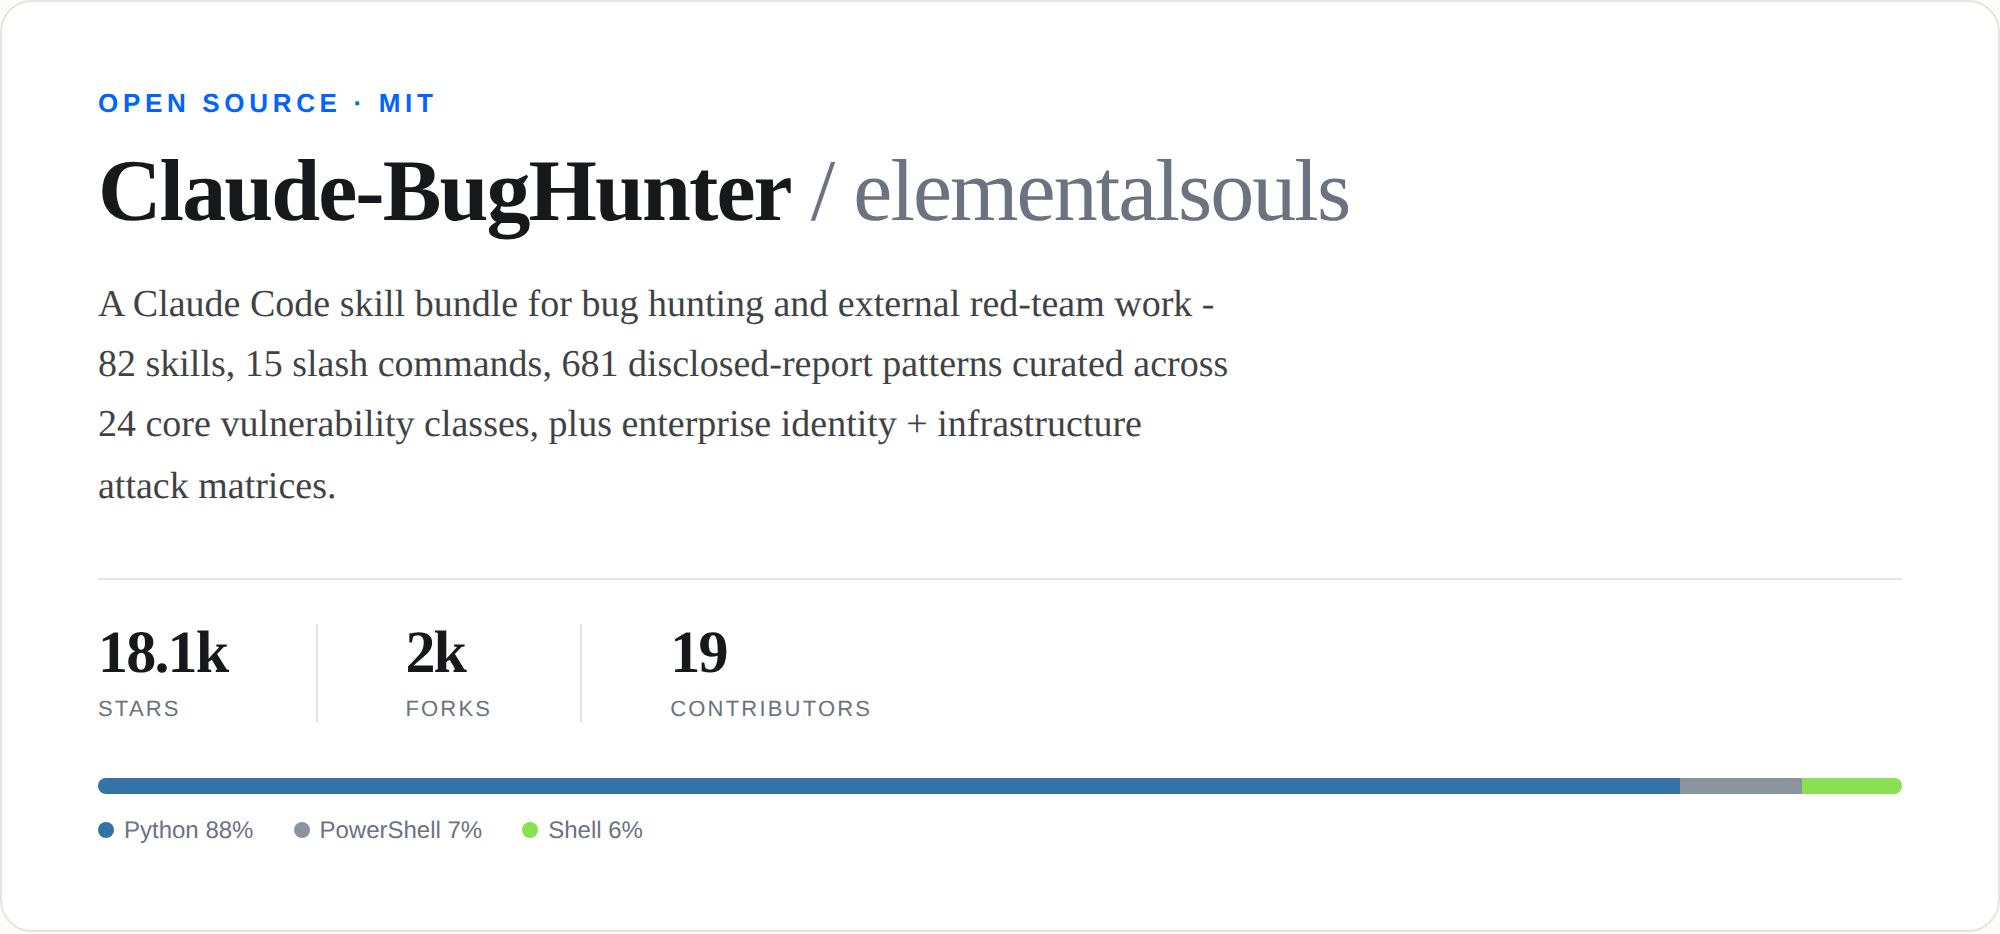 OPEN SOURCE · MIT
Claude-BugHunter / elementalsouls
A Claude Code skill bundle for bug hunting and external red-team work -
82 skills, 15 slash commands, 681 disclosed-report patterns curated across
24 core vulnerability classes, plus enterprise identity + infrastructure
attack matrices.
18.1k 2k 19
STARS FORKS CONTRIBUTORS
Python 88% PowerShell 7% Shell 6%